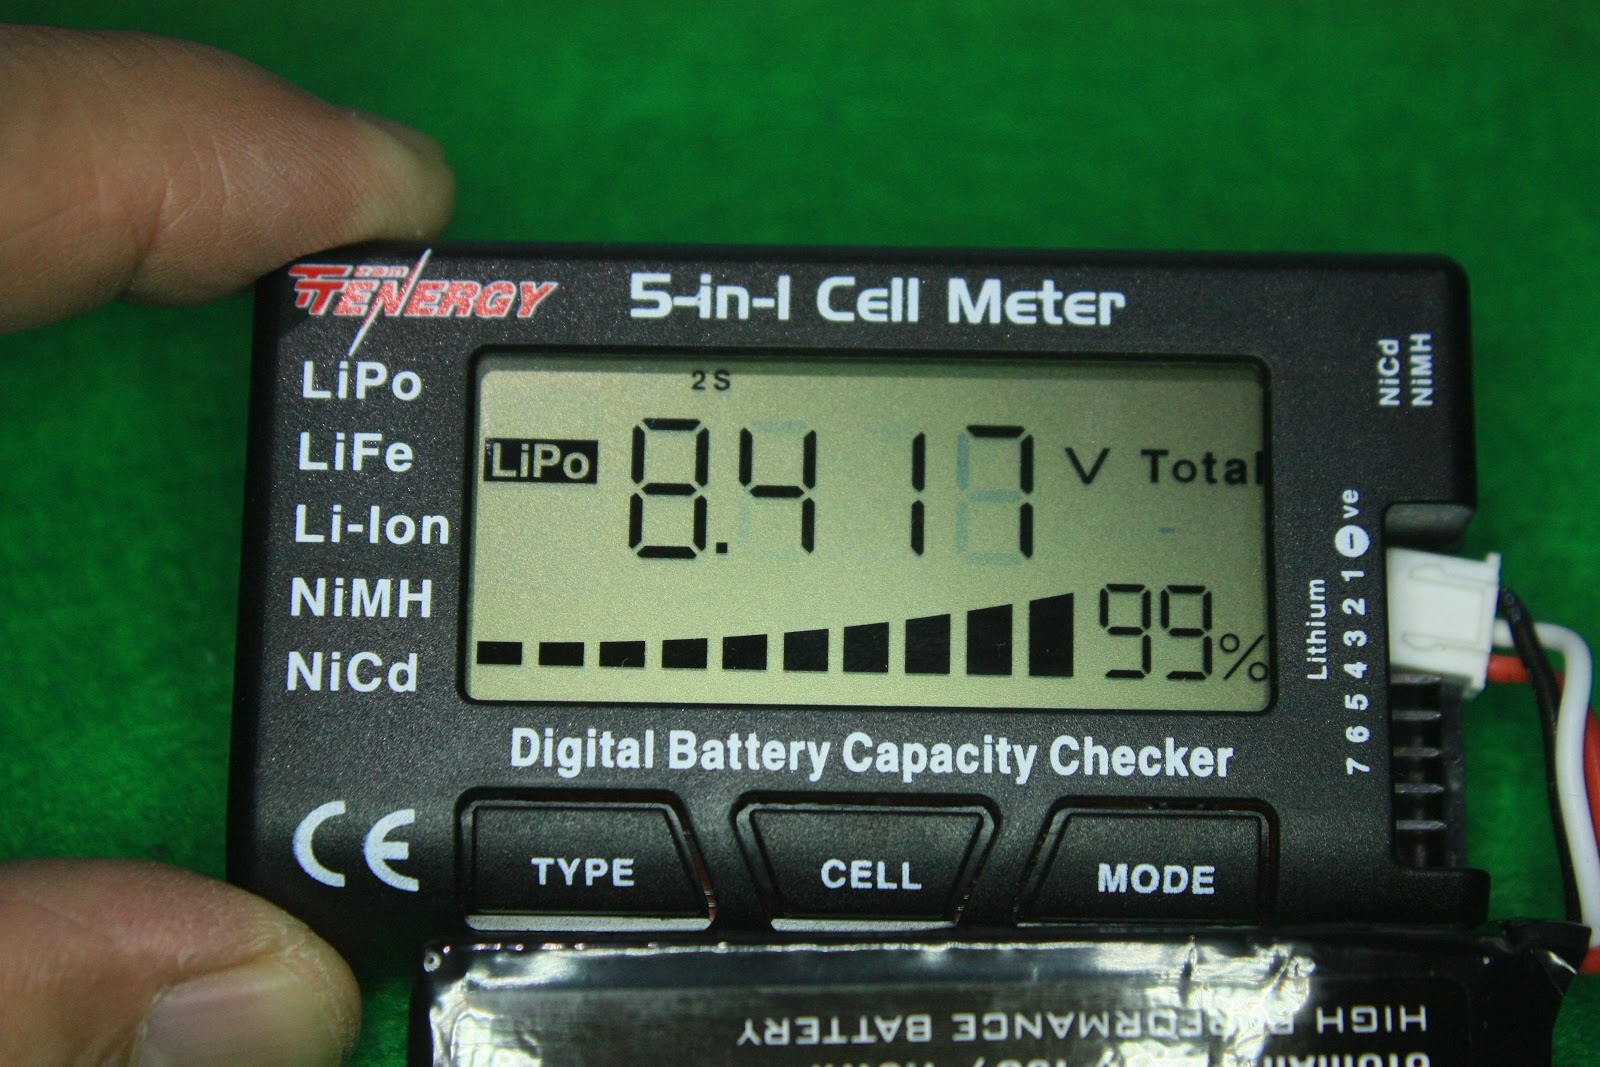 Team
TENERGY
5-in-1 Cell Meter
LiPo
LiFe
Li-Ion
NiMH
NiCd
2S
LiPo
8.417 V Total
99%
NiCd
NiMH
Lithium
7 6 5 4 3 2 1 ⊖ve
Digital Battery Capacity Checker
CE
TYPE
CELL
MODE
HIGH PERFORMANCE BATTERY